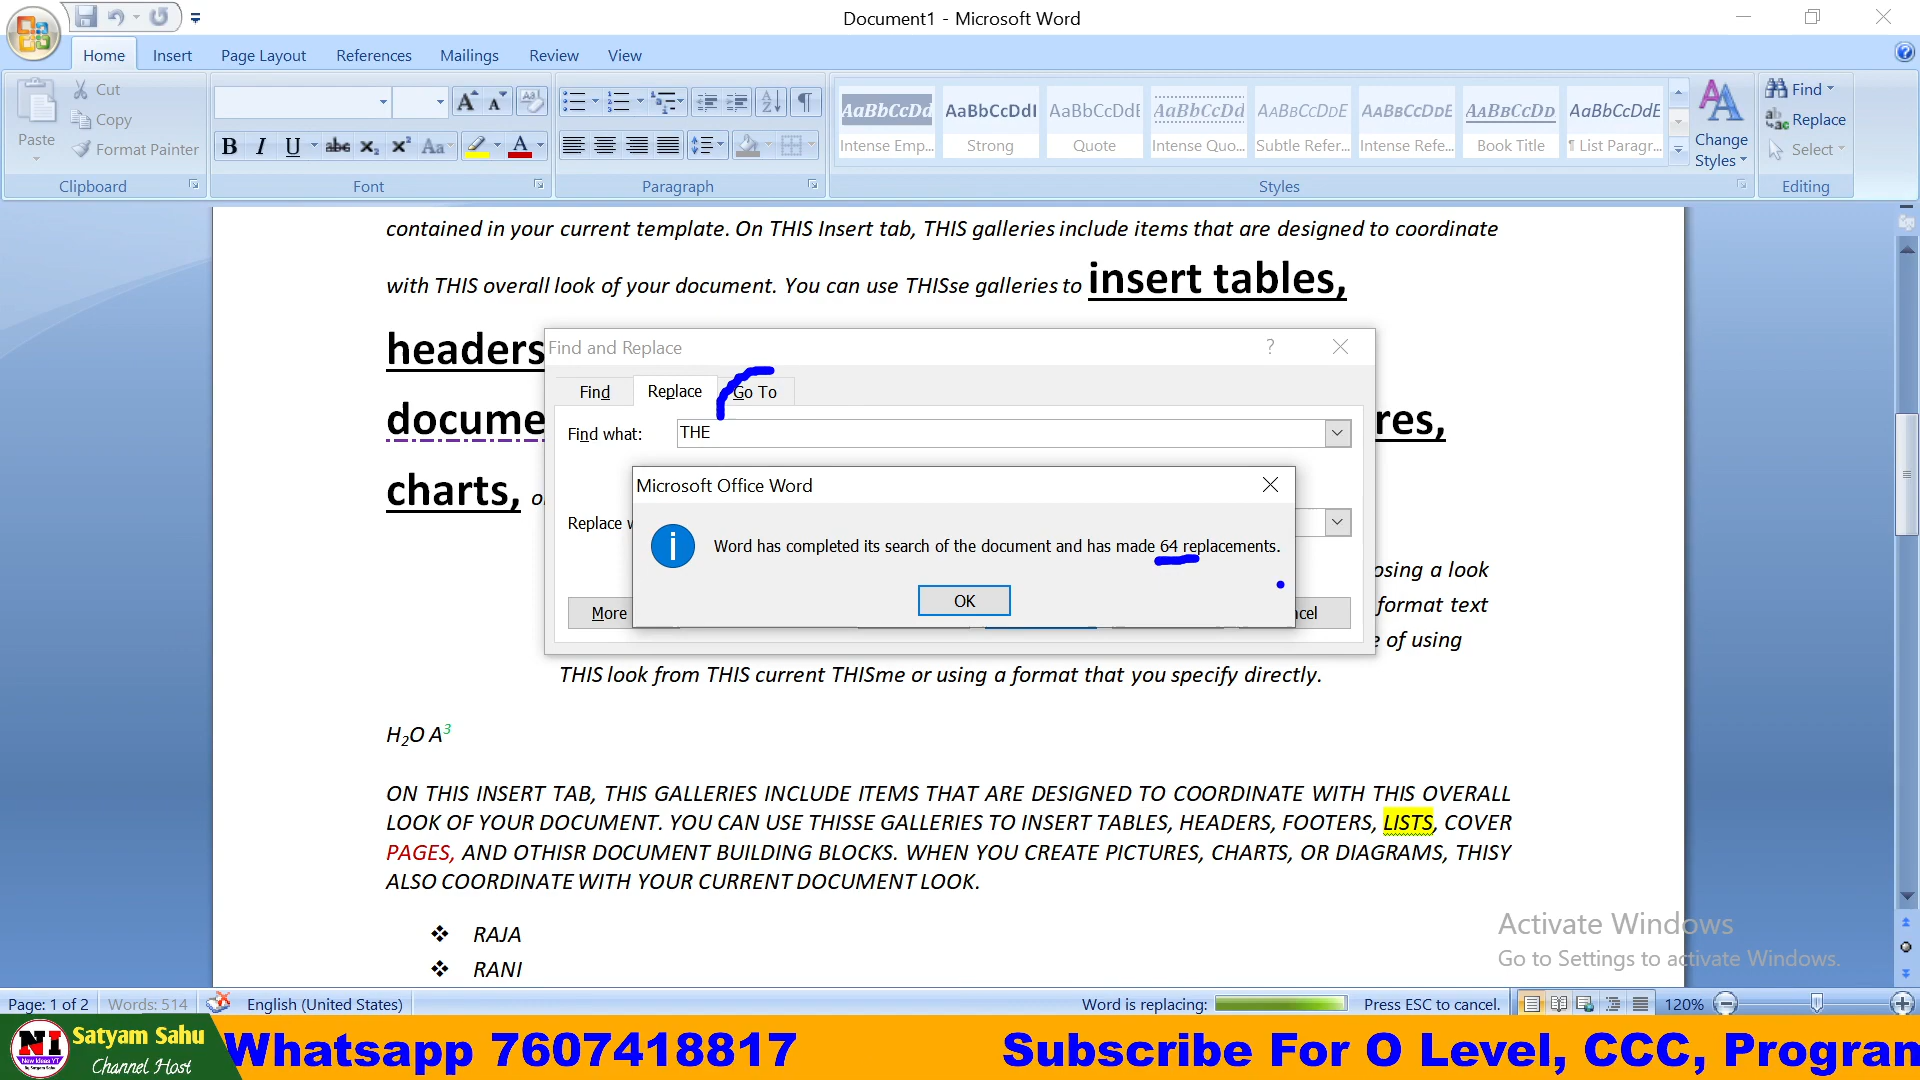 Document1 - Microsoft Word
Home Insert Page Layout References Mailings Review View
Paste
Cut
Copy
Format Painter
Clipboard
B I U abc X₂ X² Aa A
Font
Paragraph
AaBbCcDd AaBbCcDdI AaBbCcDdE AaBbCcDd AaBbCcDdE AaBbCcDdE AaBbCcDd AaBbCcDdE
Intense Emp... Strong Quote Intense Quo... Subtle Refer... Intense Refe... Book Title ¶ List Paragr...
Change
Styles
Styles
Find
Replace
Select
Editing
contained in your current template. On THIS Insert tab, THIS galleries include items that are designed to coordinate
with THIS overall look of your document. You can use THISse galleries to insert tables,
headers
docume res,
charts, o
Find and Replace
Find Replace Go To
Find what: THE
Replace w
More ncel
Microsoft Office Word
Word has completed its search of the document and has made 64 replacements.
OK
osing a look
format text
e of using
THIS look from THIS current THISme or using a format that you specify directly.
H₂O A³
ON THIS INSERT TAB, THIS GALLERIES INCLUDE ITEMS THAT ARE DESIGNED TO COORDINATE WITH THIS OVERALL
LOOK OF YOUR DOCUMENT. YOU CAN USE THISSE GALLERIES TO INSERT TABLES, HEADERS, FOOTERS, LISTS, COVER
PAGES, AND OTHISR DOCUMENT BUILDING BLOCKS. WHEN YOU CREATE PICTURES, CHARTS, OR DIAGRAMS, THISY
ALSO COORDINATE WITH YOUR CURRENT DOCUMENT LOOK.
❖ RAJA
❖ RANI
Activate Windows
Go to Settings to activate Windows.
Page: 1 of 2 Words: 514 English (United States) Word is replacing: Press ESC to cancel. 120%
NI New Ideas YT
Satyam Sahu
Channel Host
Whatsapp 7607418817 Subscribe For O Level, CCC, Program